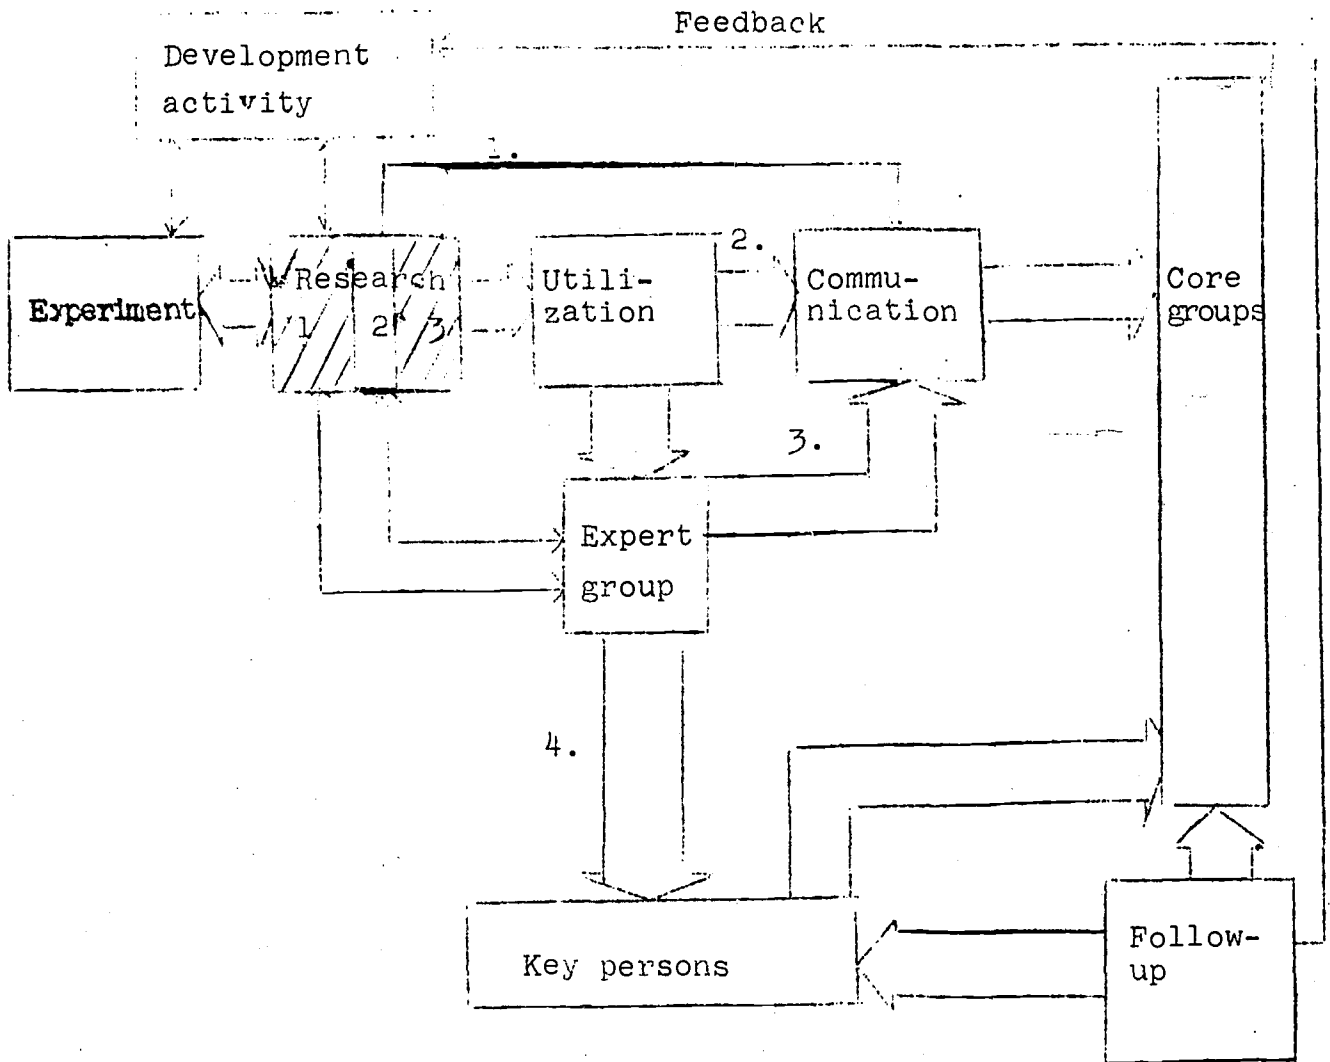 Feedback
Development
activity
1.
2.
Experiment
Research
1 2 3
Utili-
zation
Commu-
nication
Core
groups
3.
Expert
group
4.
Key persons
Follow-
up